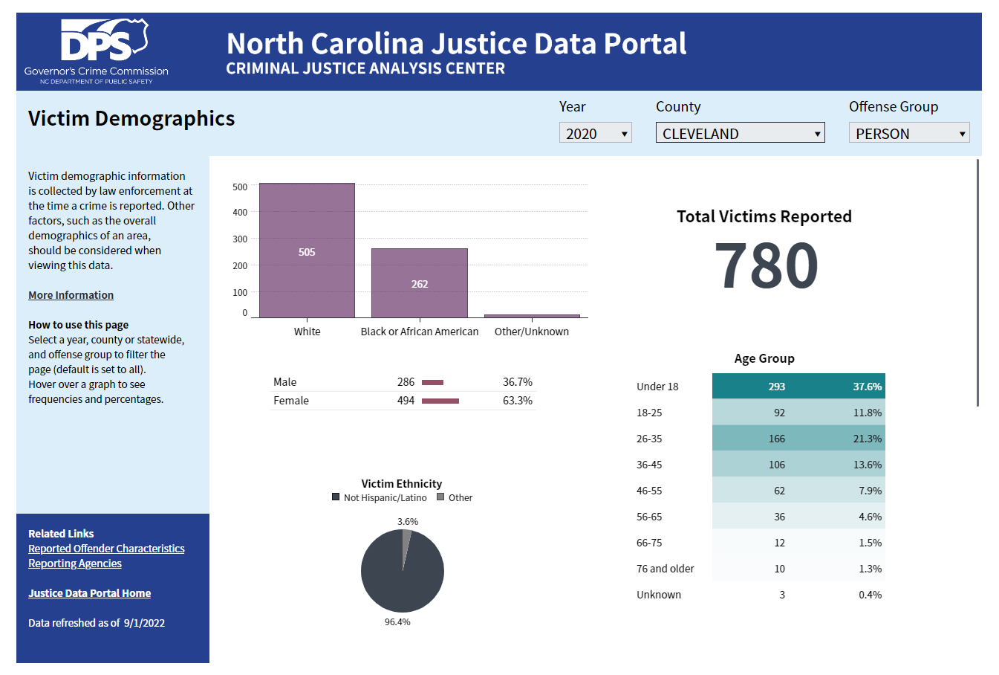 DPS
Governor's Crime Commission
NC DEPARTMENT OF PUBLIC SAFETY
North Carolina Justice Data Portal
CRIMINAL JUSTICE ANALYSIS CENTER
Victim Demographics
Year
2020
County
CLEVELAND
Offense Group
PERSON
Victim demographic information
is collected by law enforcement at
the time a crime is reported. Other
factors, such as the overall
demographics of an area,
should be considered when
viewing this data.
More Information
How to use this page
Select a year, county or statewide,
and offense group to filter the
page (default is set to all).
Hover over a graph to see
frequencies and percentages.
Related Links
Reported Offender Characteristics
Reporting Agencies
Justice Data Portal Home
Data refreshed as of 9/1/2022
500
400
300
200
100
0
505
262
White Black or African American Other/Unknown
Male 286 36.7%
Female 494 63.3%
Victim Ethnicity
Not Hispanic/Latino Other
3.6%
96.4%
Total Victims Reported
780
Age Group
Under 18 293 37.6%
18-25 92 11.8%
26-35 166 21.3%
36-45 106 13.6%
46-55 62 7.9%
56-65 36 4.6%
66-75 12 1.5%
76 and older 10 1.3%
Unknown 3 0.4%